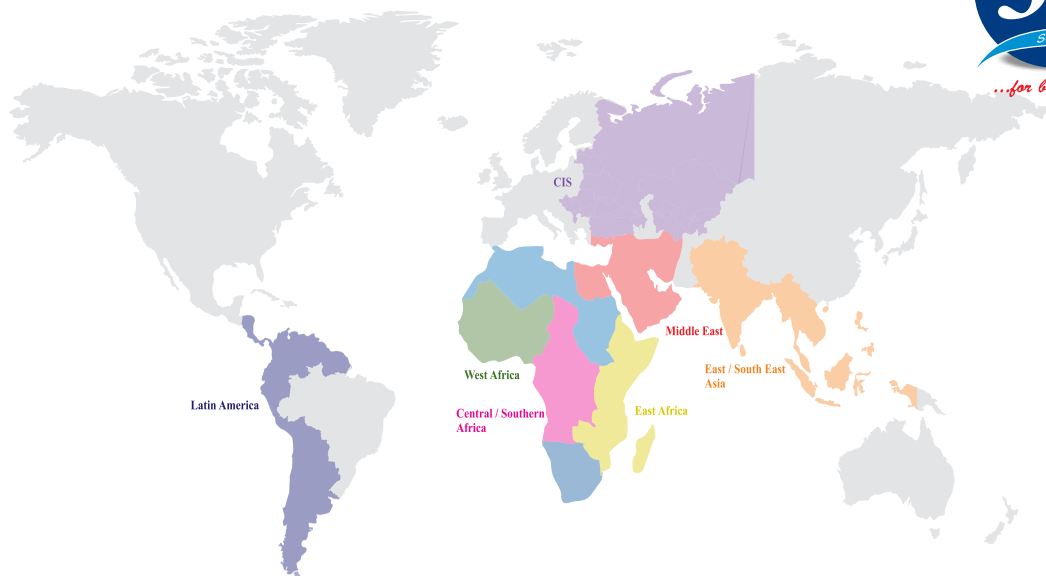 ...for b
CIS
Middle East
West Africa
East / South East
Asia
Latin America
Central / Southern
Africa
East Africa